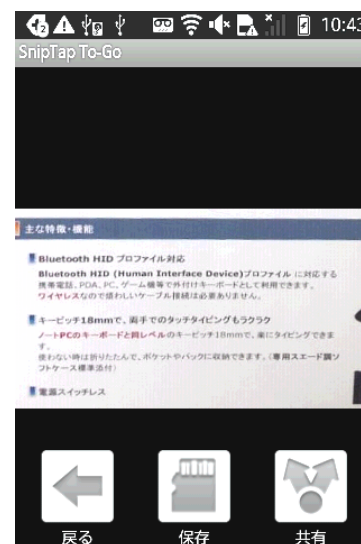 10:43
SnipTap To-Go
主な特徴・機能
Bluetooth HID プロファイル対応
Bluetooth HID (Human Interface Device)プロファイル に対応する
携帯電話、PDA、PC、ゲーム機等で外付けキーボードとして利用できます。
ワイヤレスなので煩わしいケーブル接続は必要ありません。
キーピッチ18mmで、両手でのタッチタイピングもラクラク
ノートPCのキーボードと同レベルのキーピッチ18mmで、楽にタイピングできま
す。
使わない時は折りたたんで、ポケットやバックに収納できます。(専用スエード調ソ
フトケース標準添付)
電源スイッチレス
戻る
保存
共有